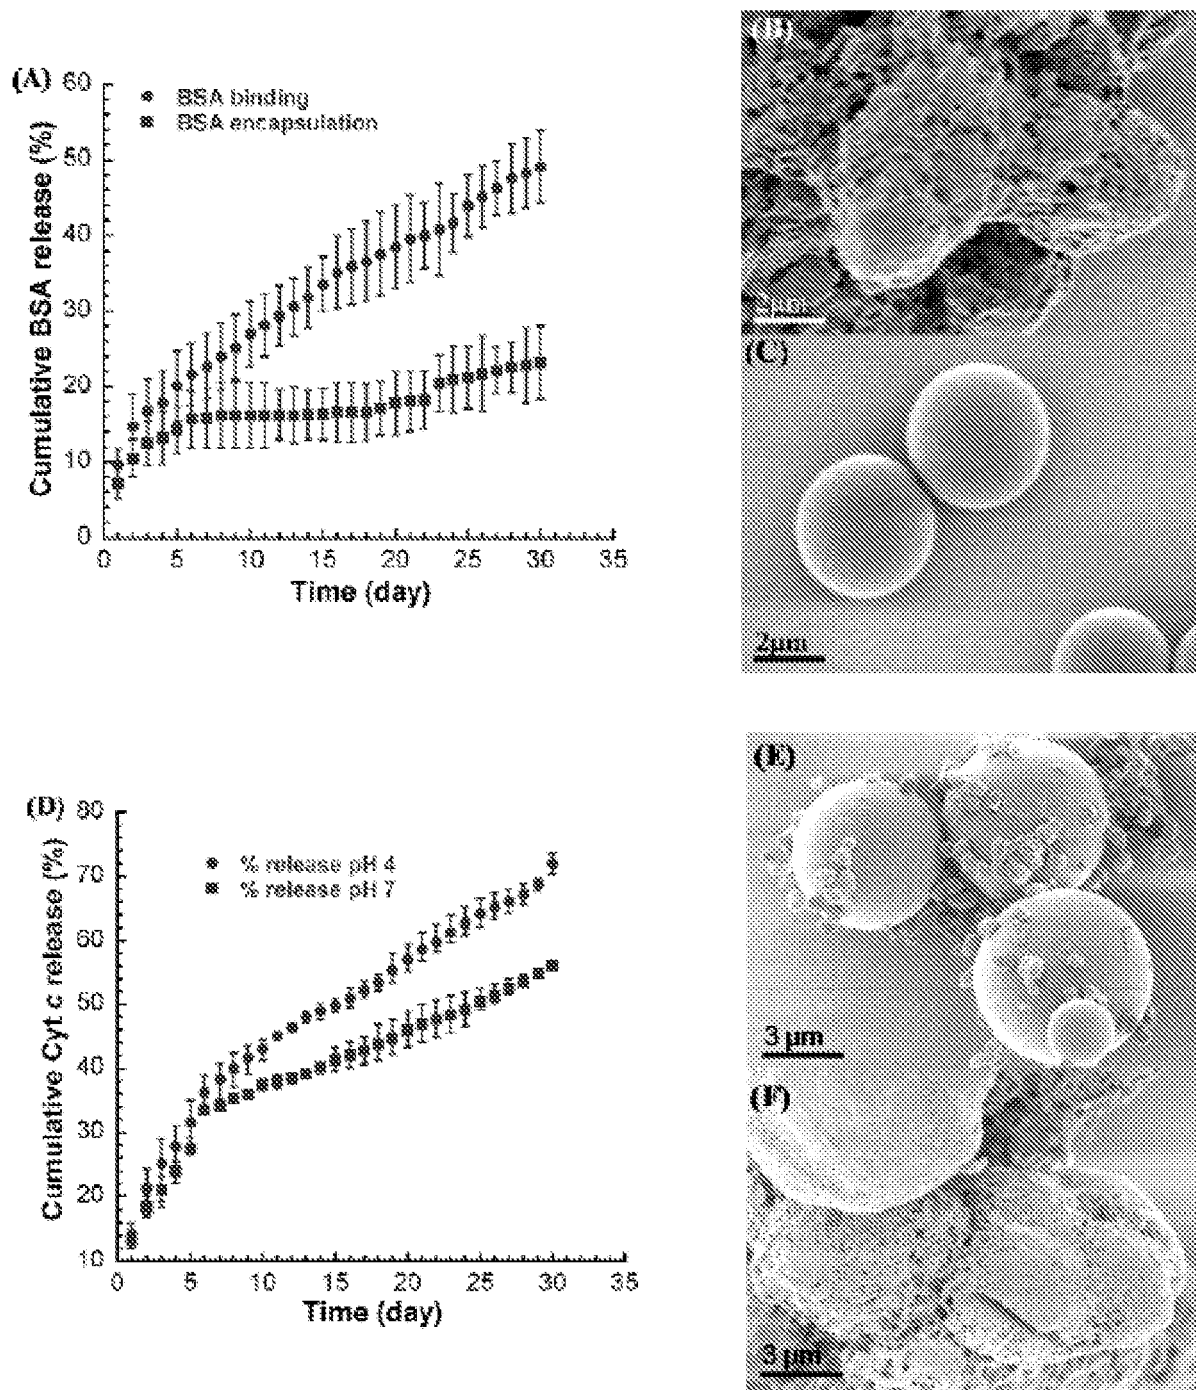 (A)
Cumulative BSA release (%)
60
50
40
30
20
10
0
BSA binding
BSA encapsulation
0 5 10 15 20 25 30 35
Time (day)
(B)
2μm
(C)
2μm
(D)
Cumulative Cyt. c release (%)
80
70
60
50
40
30
20
10
% release pH 4
% release pH 7
0 5 10 15 20 25 30 35
Time (day)
(E)
3 μm
(F)
3 μm